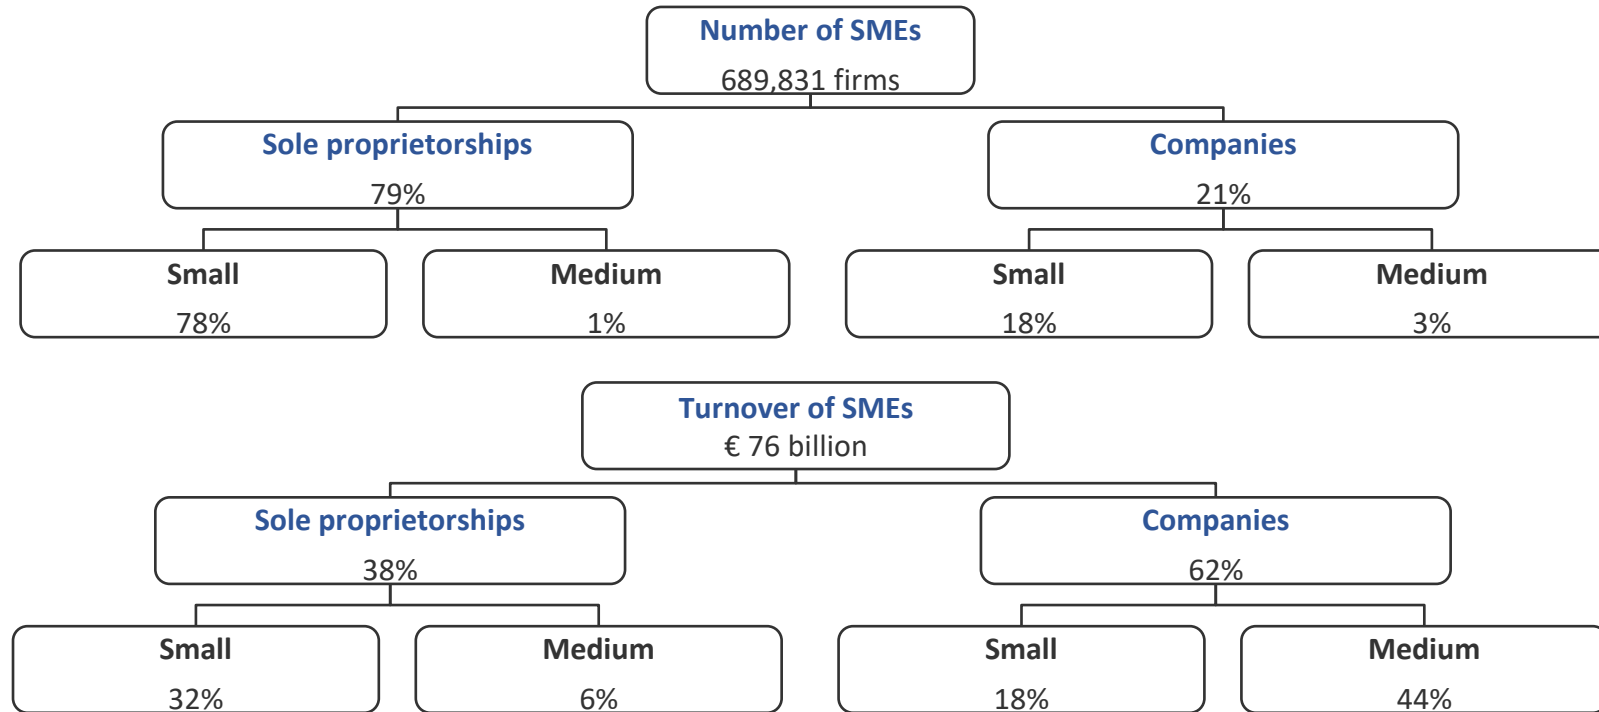 Number of SMEs
689,831 firms
Sole proprietorships
79%
Companies
21%
Small
78%
Medium
1%
Small
18%
Medium
3%
Turnover of SMEs
€ 76 billion
Sole proprietorships
38%
Companies
62%
Small
32%
Medium
6%
Small
18%
Medium
44%